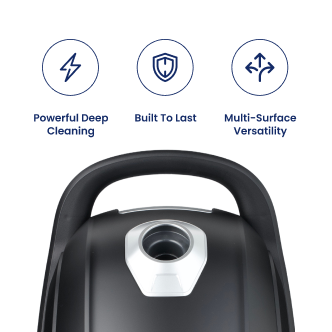 Powerful Deep
Cleaning
Built To Last
Multi-Surface
Versatility